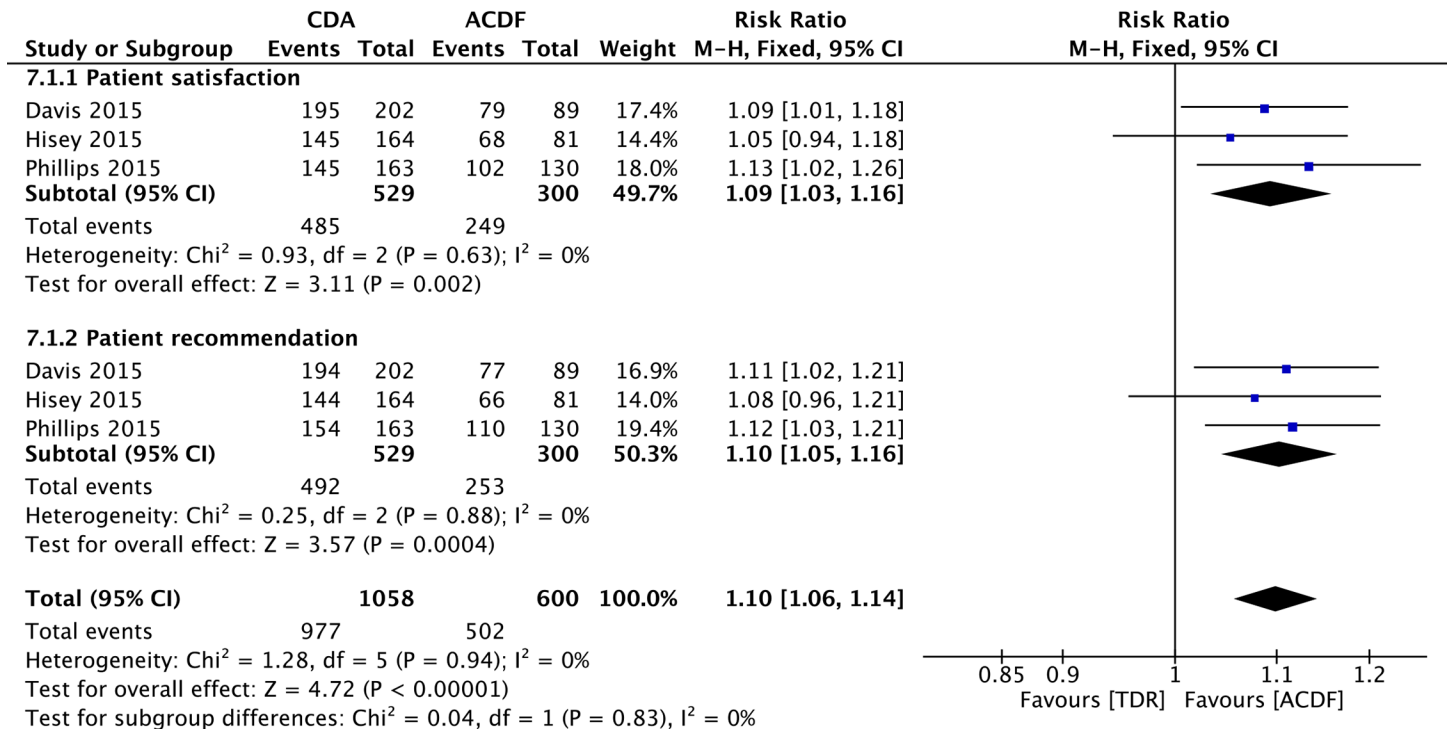 CDA ACDF Risk Ratio Risk Ratio
Study or Subgroup Events Total Events Total Weight M-H, Fixed, 95% CI M-H, Fixed, 95% CI
7.1.1 Patient satisfaction
Davis 2015 195 202 79 89 17.4% 1.09 [1.01, 1.18]
Hisey 2015 145 164 68 81 14.4% 1.05 [0.94, 1.18]
Phillips 2015 145 163 102 130 18.0% 1.13 [1.02, 1.26]
Subtotal (95% CI) 529 300 49.7% 1.09 [1.03, 1.16]
Total events 485 249
Heterogeneity: Chi² = 0.93, df = 2 (P = 0.63); I² = 0%
Test for overall effect: Z = 3.11 (P = 0.002)
7.1.2 Patient recommendation
Davis 2015 194 202 77 89 16.9% 1.11 [1.02, 1.21]
Hisey 2015 144 164 66 81 14.0% 1.08 [0.96, 1.21]
Phillips 2015 154 163 110 130 19.4% 1.12 [1.03, 1.21]
Subtotal (95% CI) 529 300 50.3% 1.10 [1.05, 1.16]
Total events 492 253
Heterogeneity: Chi² = 0.25, df = 2 (P = 0.88); I² = 0%
Test for overall effect: Z = 3.57 (P = 0.0004)
Total (95% CI) 1058 600 100.0% 1.10 [1.06, 1.14]
Total events 977 502
Heterogeneity: Chi² = 1.28, df = 5 (P = 0.94); I² = 0%
Test for overall effect: Z = 4.72 (P < 0.00001)
Test for subgroup differences: Chi² = 0.04, df = 1 (P = 0.83), I² = 0%
0.85 0.9 1 1.1 1.2
Favours [TDR] Favours [ACDF]